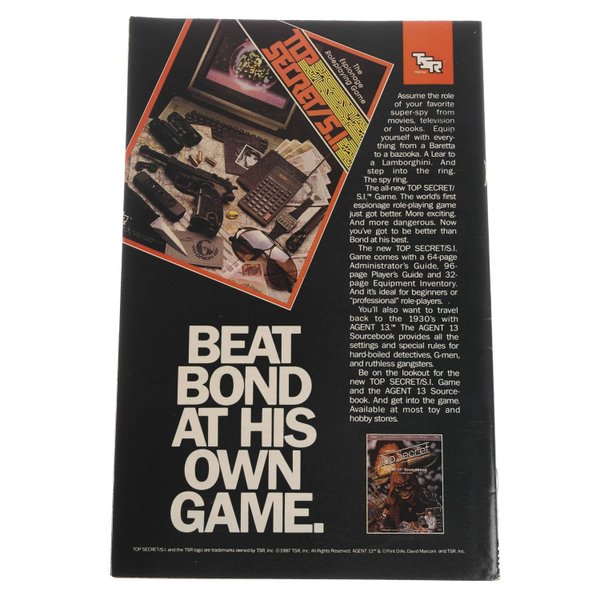 The
Espionage
Roleplaying Game
TOP
SECRET/S.I.
TSR
Assume the role
of your favorite
super-spy from
movies, television
or books. Equip
yourself with every-
thing from a Baretta
to a bazooka. A Lear to
a Lamborghini. And
step into the ring.
The spy ring.
The all-new TOP SECRET/
S.I.™ Game. The world's first
espionage role-playing game
just got better. More exciting.
And more dangerous. Now
you've got to be better than
Bond at his best.
The new TOP SECRET/S.I.
Game comes with a 64-page
Administrator's Guide, 96-
page Player's Guide and 32-
page Equipment Inventory.
And it's ideal for beginners or
"professional" role-players.
You'll also want to travel
back to the 1930's with
AGENT 13.™ The AGENT 13
Sourcebook provides all the
settings and special rules for
hard-boiled detectives, G-men,
and ruthless gangsters.
Be on the lookout for the
new TOP SECRET/S.I. Game
and the AGENT 13 Source-
book. And get into the game.
Available at most toy and
hobby stores.
BEAT
BOND
AT HIS
OWN
GAME.
Top Secret
TOP SECRET/S.I. and the TSR logo are trademarks owned by TSR, Inc. ©1987 TSR, Inc. All Rights Reserved. AGENT 13™ & ©Flint Dille, David Marconi and TSR, Inc.